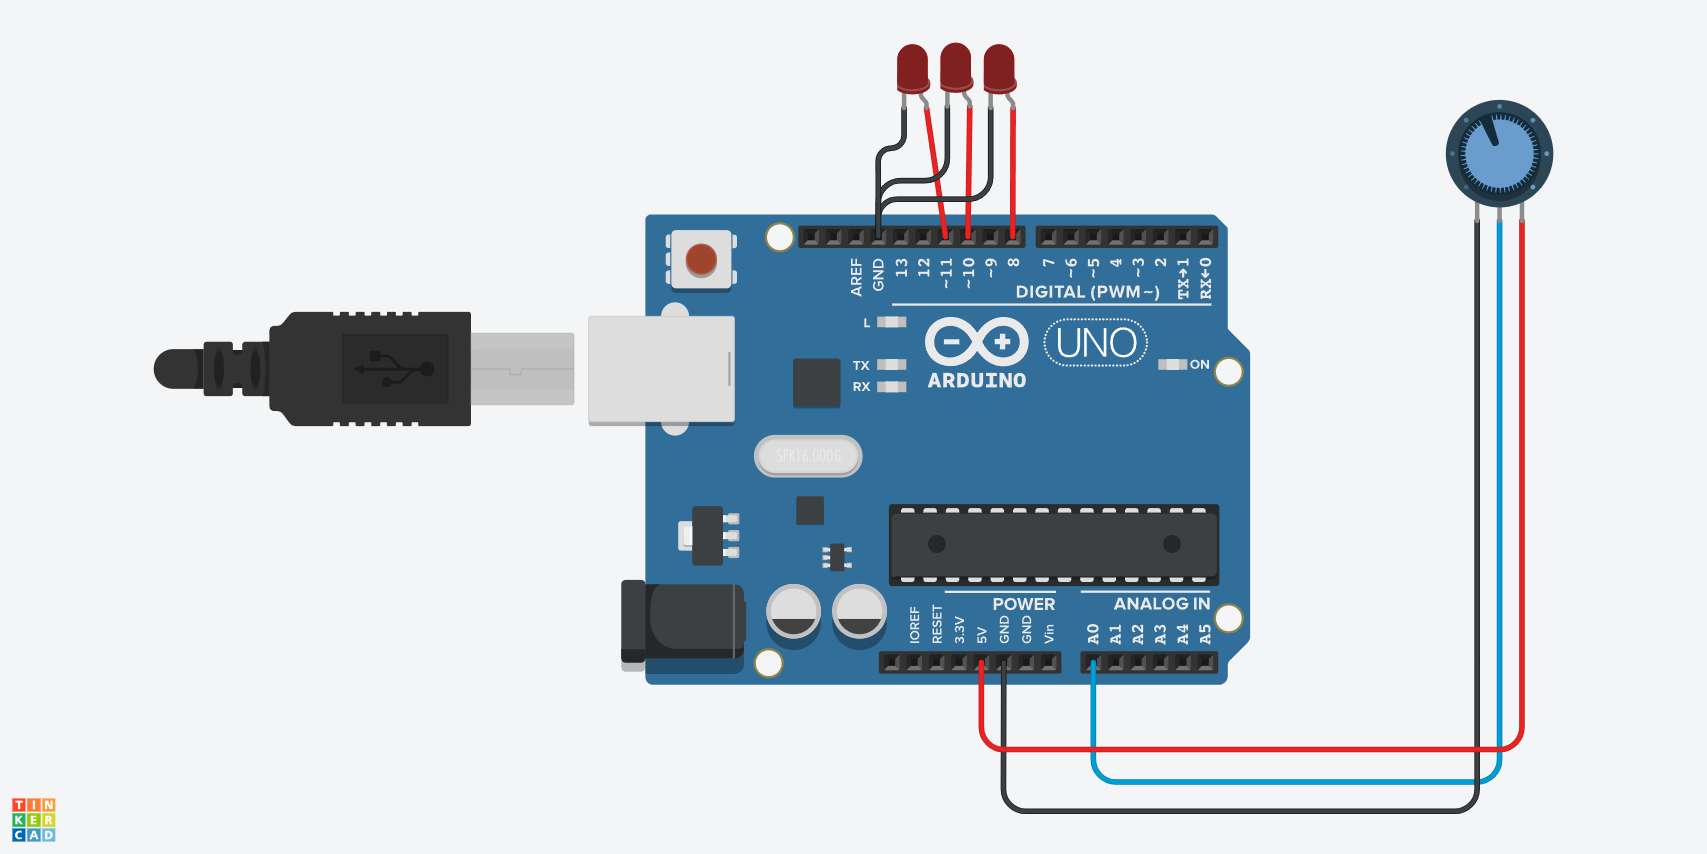 AREF
GND
13
12
~11
~10
~9
8
7
~6
~5
4
~3
2
TX→1
RX←0
DIGITAL (PWM~)
L
TX
RX
UNO
ON
ARDUINO
SPK16.000G
POWER
ANALOG IN
IOREF
RESET
3.3V
5V
GND
GND
Vin
A0
A1
A2
A3
A4
A5
TIN
KER
CAD